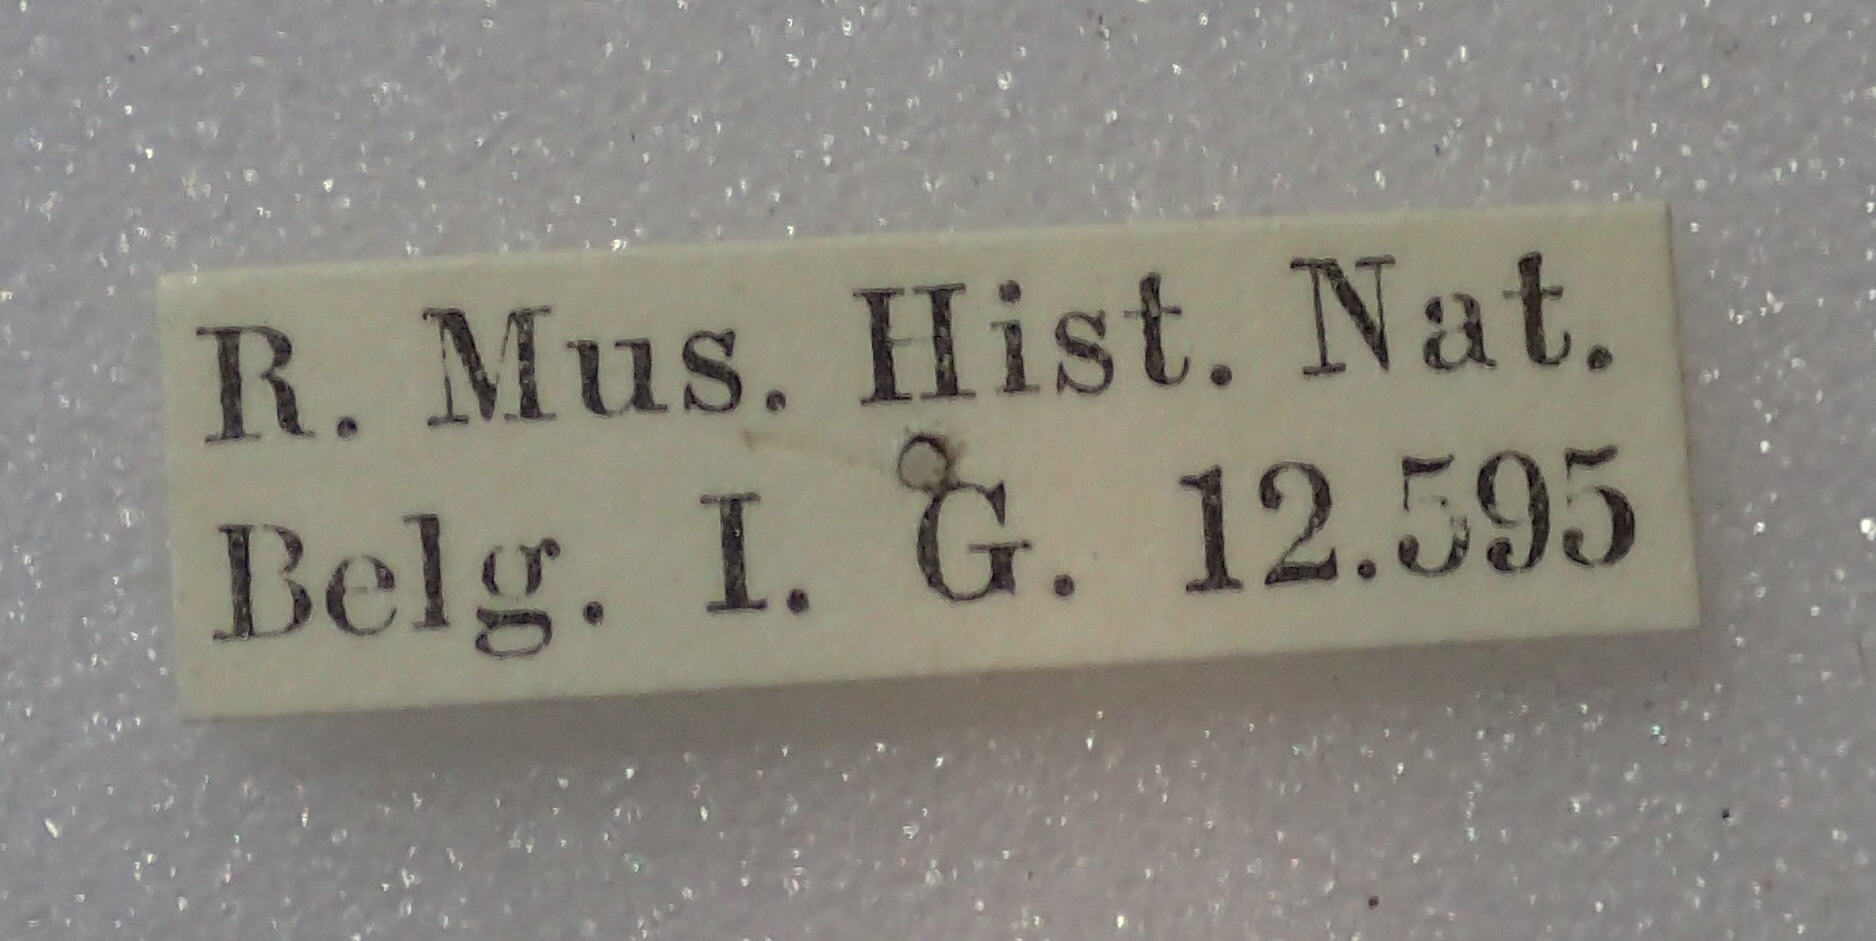 R. Mus. Hist. Nat.
Belg. I. G. 12.595